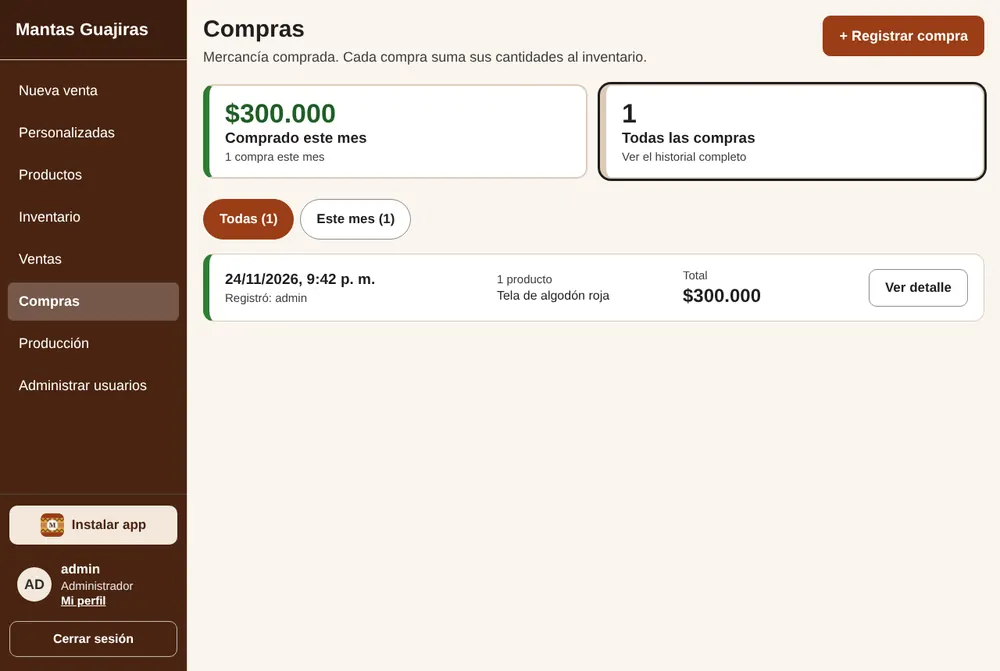 Mantas Guajiras
Nueva venta
Personalizadas
Productos
Inventario
Ventas
Compras
Producción
Administrar usuarios
M
Instalar app
AD
admin
Administrador
Mi perfil
Cerrar sesión
Compras
Mercancía comprada. Cada compra suma sus cantidades al inventario.
+ Registrar compra
$300.000
Comprado este mes
1 compra este mes
1
Todas las compras
Ver el historial completo
Todas (1)
Este mes (1)
24/11/2026, 9:42 p. m.
Registró: admin
1 producto
Tela de algodón roja
Total
$300.000
Ver detalle